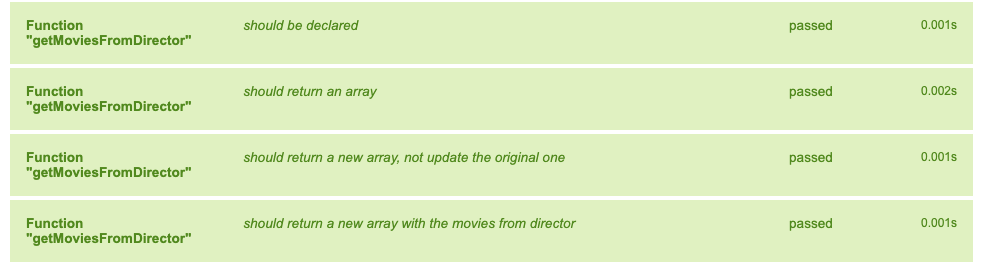 Function should be declared passed 0.001s
"getMoviesFromDirector"
Function should return an array passed 0.002s
"getMoviesFromDirector"
Function should return a new array, not update the original one passed 0.001s
"getMoviesFromDirector"
Function should return a new array with the movies from director passed 0.001s
"getMoviesFromDirector"